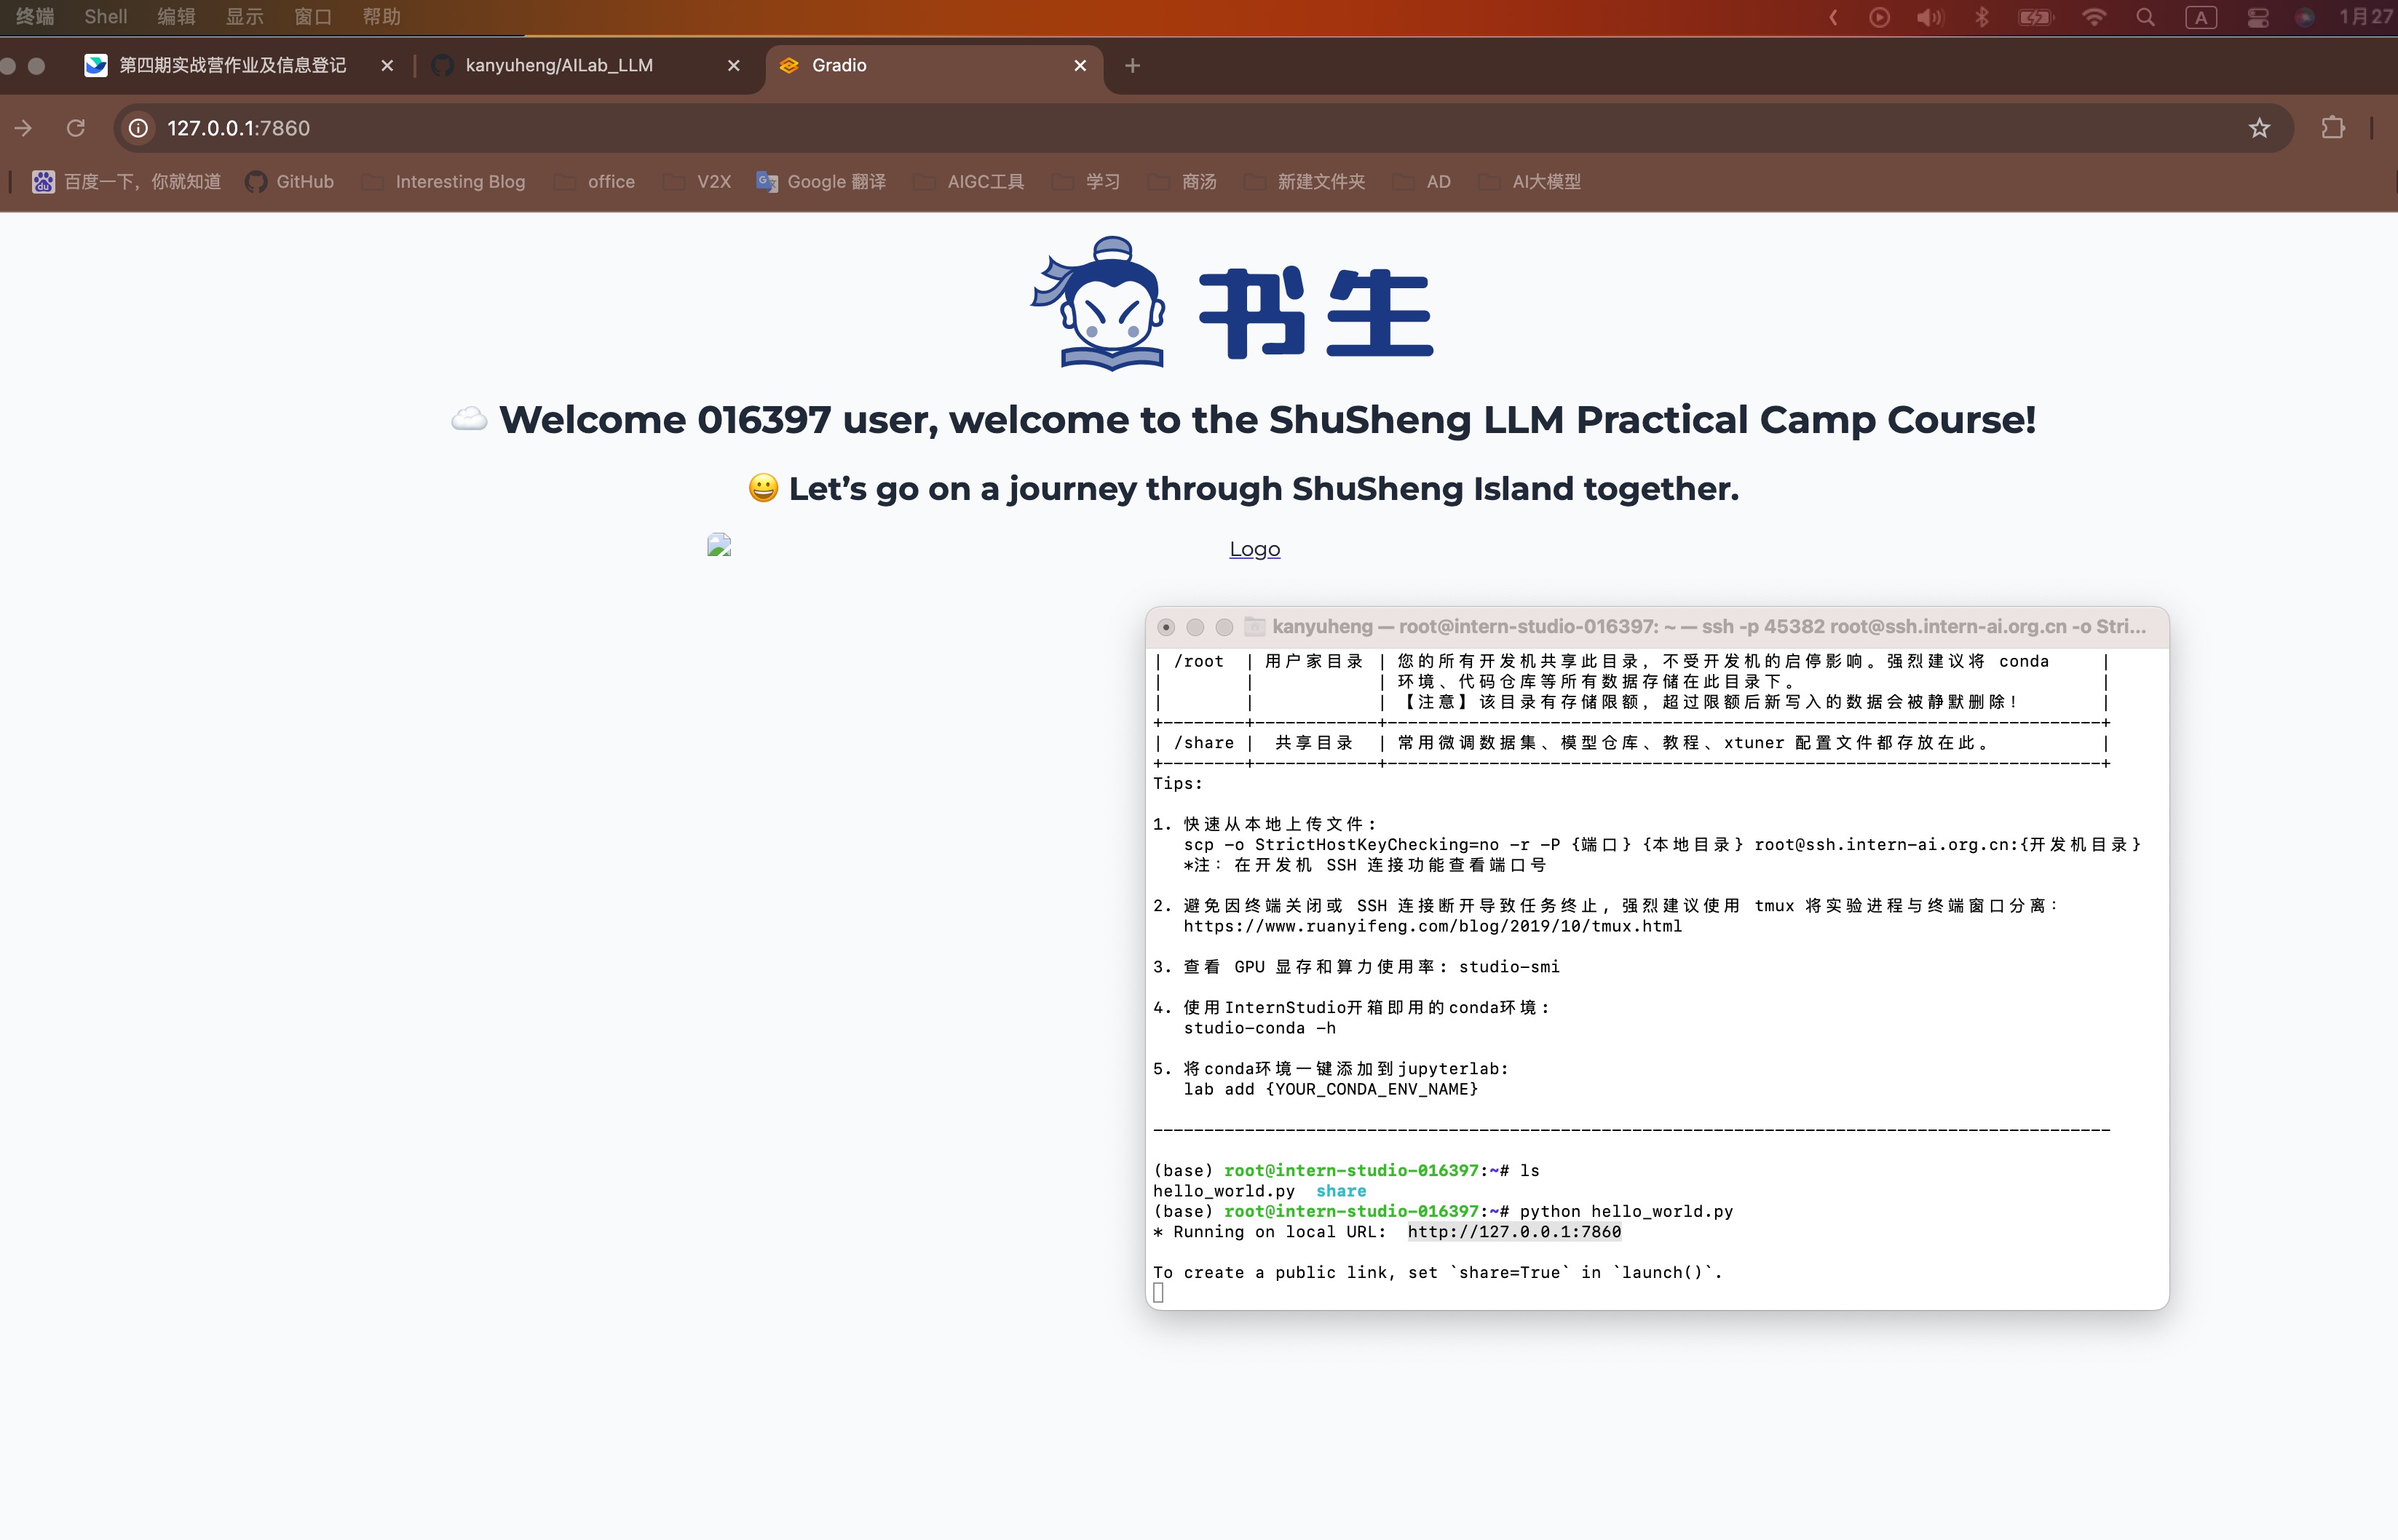 终端 Shell 编辑 显示 窗口 帮助 A 1月27
第四期实战营作业及信息登记 kanyuheng/AILab_LLM Gradio
127.0.0.1:7860
百度一下，你就知道 GitHub Interesting Blog office V2X Google 翻译 AIGC工具 学习 商汤 新建文件夹 AD AI大模型
书生
Welcome 016397 user, welcome to the ShuSheng LLM Practical Camp Course!
Let’s go on a journey through ShuSheng Island together.
Logo
kanyuheng — root@intern-studio-016397: ~ — ssh -p 45382 root@ssh.intern-ai.org.cn -o Stri...
| /root | 用户家目录 | 您的所有开发机共享此目录，不受开发机的启停影响。强烈建议将 conda |
| | | 环境、代码仓库等所有数据存储在此目录下。 |
| | | 【注意】该目录有存储限额，超过限额后新写入的数据会被静默删除！ |
+--------+------------+----------------------------------------------------------------------+
| /share | 共享目录 | 常用微调数据集、模型仓库、教程、xtuner 配置文件都存放在此。 |
+--------+------------+----------------------------------------------------------------------+
Tips:
1. 快速从本地上传文件：
scp -o StrictHostKeyChecking=no -r -P {端口} {本地目录} root@ssh.intern-ai.org.cn:{开发机目录}
*注：在开发机 SSH 连接功能查看端口号
2. 避免因终端关闭或 SSH 连接断开导致任务终止，强烈建议使用 tmux 将实验进程与终端窗口分离：
https://www.ruanyifeng.com/blog/2019/10/tmux.html
3. 查看 GPU 显存和算力使用率：studio-smi
4. 使用InternStudio开箱即用的conda环境：
studio-conda -h
5. 将conda环境一键添加到jupyterlab:
lab add {YOUR_CONDA_ENV_NAME}
----------------------------------------------------------------------------------------------
(base) root@intern-studio-016397:~# ls
hello_world.py share
(base) root@intern-studio-016397:~# python hello_world.py
* Running on local URL: http://127.0.0.1:7860
To create a public link, set `share=True` in `launch()`.